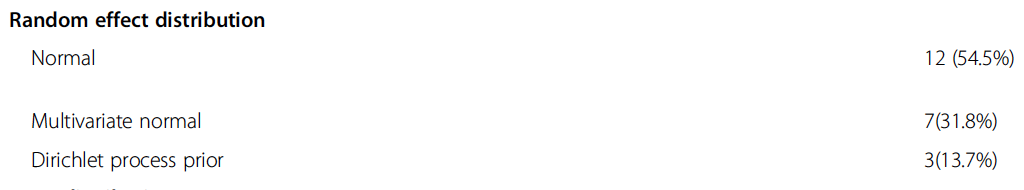 Random effect distribution
Normal 12 (54.5%)
Multivariate normal 7(31.8%)
Dirichlet process prior 3(13.7%)